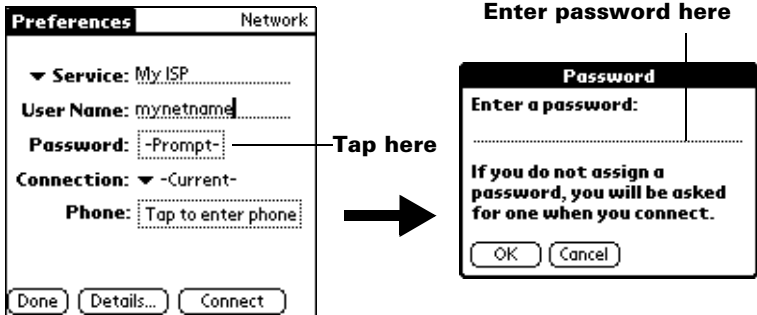 Preferences Network
Service: My ISP
User Name: mynetname
Password: -Prompt-
Tap here
Connection: -Current-
Phone: Tap to enter phone
Done Details... Connect
Enter password here
Password
Enter a password:
If you do not assign a
password, you will be asked
for one when you connect.
OK Cancel